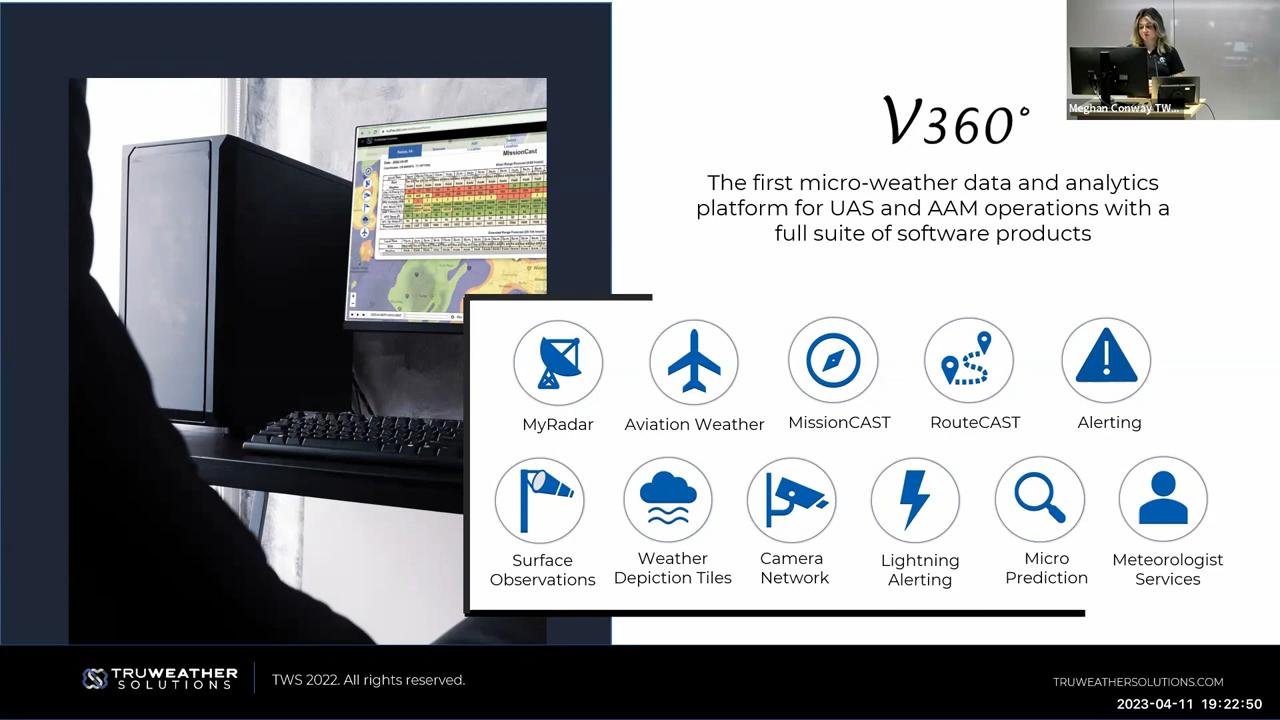 Meghan Conway TW...
V360°
The first micro-weather data and analytics
platform for UAS and AAM operations with a
full suite of software products
MissionCast
MyRadar
Aviation Weather
MissionCAST
RouteCAST
Alerting
Surface
Observations
Weather
Depiction Tiles
Camera
Network
Lightning
Alerting
Micro
Prediction
Meteorologist
Services
TRUWEATHER
SOLUTIONS
TWS 2022. All rights reserved.
TRUWEATHERSOLUTIONS.COM
2023-04-11 19:22:50